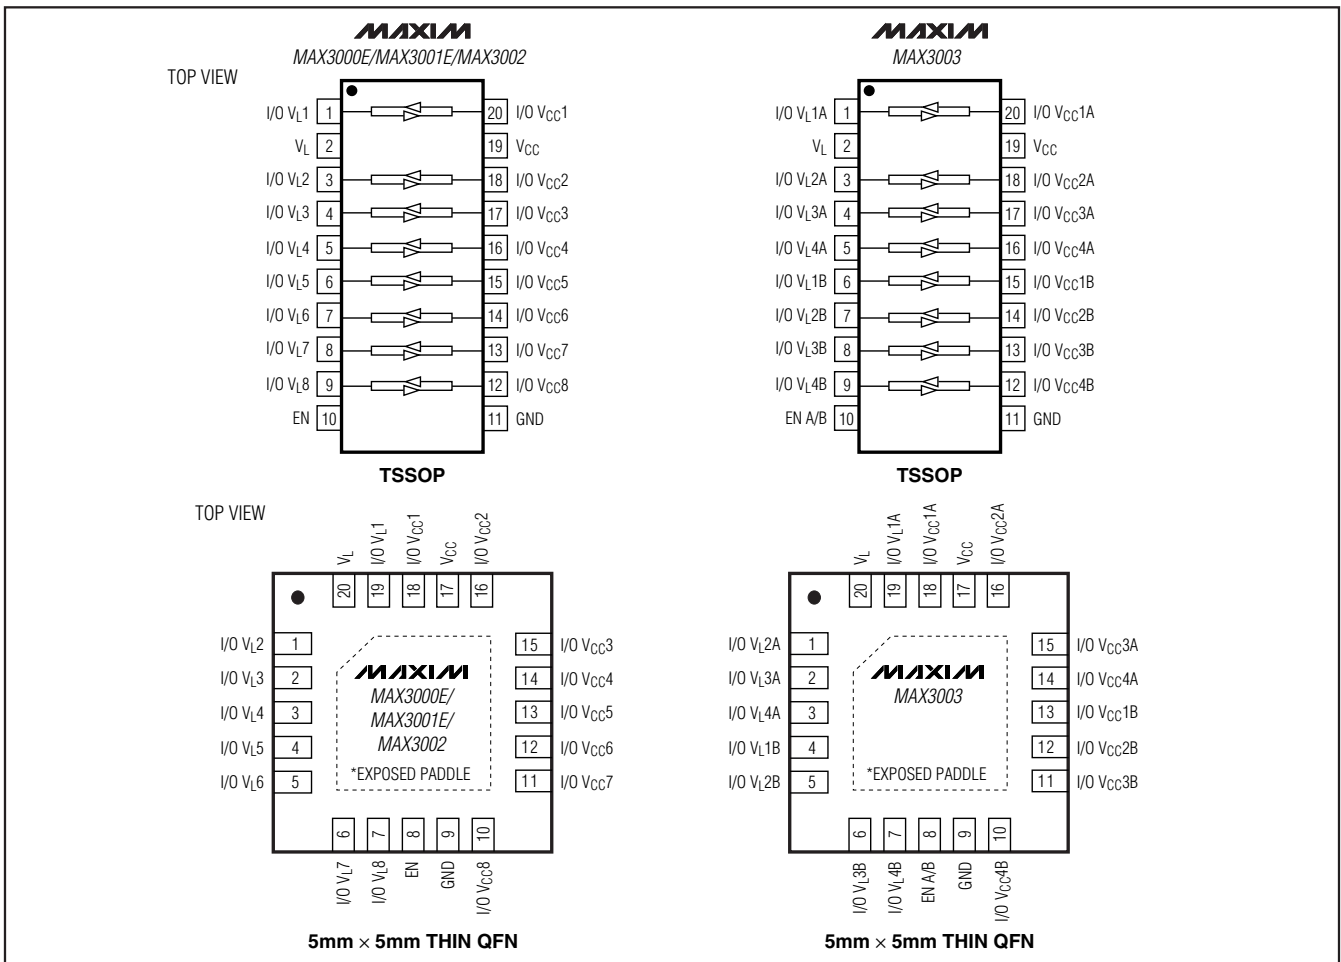 MAXIM
MAX3000E/MAX3001E/MAX3002
TOP VIEW
I/O VL1 1 20 I/O VCC1
VL 2 19 VCC
I/O VL2 3 18 I/O VCC2
I/O VL3 4 17 I/O VCC3
I/O VL4 5 16 I/O VCC4
I/O VL5 6 15 I/O VCC5
I/O VL6 7 14 I/O VCC6
I/O VL7 8 13 I/O VCC7
I/O VL8 9 12 I/O VCC8
EN 10 11 GND
TSSOP
MAXIM
MAX3003
I/O VL1A 1 20 I/O VCC1A
VL 2 19 VCC
I/O VL2A 3 18 I/O VCC2A
I/O VL3A 4 17 I/O VCC3A
I/O VL4A 5 16 I/O VCC4A
I/O VL1B 6 15 I/O VCC1B
I/O VL2B 7 14 I/O VCC2B
I/O VL3B 8 13 I/O VCC3B
I/O VL4B 9 12 I/O VCC4B
EN A/B 10 11 GND
TSSOP
TOP VIEW
VL I/O VL1 I/O VCC1 VCC I/O VCC2
20 19 18 17 16
I/O VL2 1 15 I/O VCC3
I/O VL3 2 14 I/O VCC4
I/O VL4 3 13 I/O VCC5
I/O VL5 4 12 I/O VCC6
I/O VL6 5 11 I/O VCC7
MAXIM
MAX3000E/
MAX3001E/
MAX3002
*EXPOSED PADDLE
6 7 8 9 10
I/O VL7 I/O VL8 EN GND I/O VCC8
5mm × 5mm THIN QFN
VL I/O VL1A I/O VCC1A VCC I/O VCC2A
20 19 18 17 16
I/O VL2A 1 15 I/O VCC3A
I/O VL3A 2 14 I/O VCC4A
I/O VL4A 3 13 I/O VCC1B
I/O VL1B 4 12 I/O VCC2B
I/O VL2B 5 11 I/O VCC3B
MAXIM
MAX3003
*EXPOSED PADDLE
6 7 8 9 10
I/O VL3B I/O VL4B EN A/B GND I/O VCC4B
5mm × 5mm THIN QFN